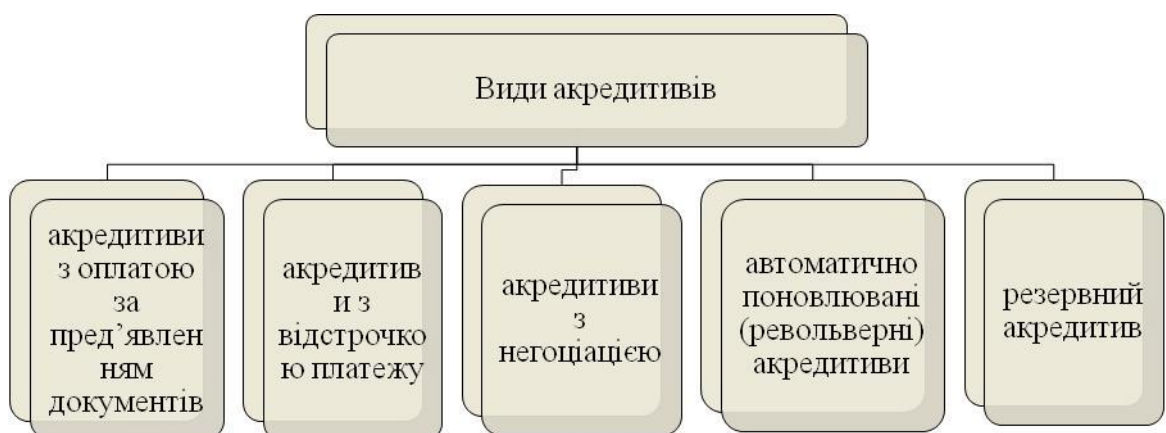 Види акредитивів
акредитиви
з оплатою
за
пред’явлен
ням
документів
акредитив
и з
відстрочко
ю платежу
акредитиви
з
негоціацією
автоматично
поновлювані
(револьверні)
акредитиви
резервний
акредитив